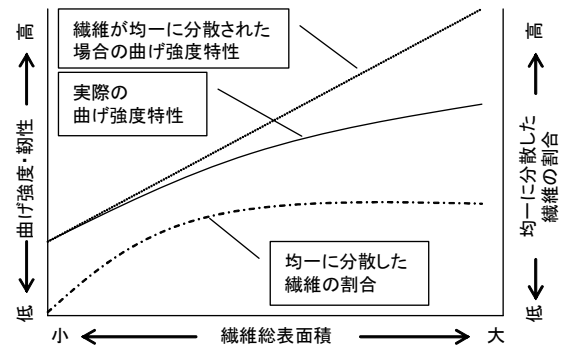 繊維が均一に分散された
場合の曲げ強度特性
実際の
曲げ強度特性
均一に分散した
繊維の割合
高
曲げ強度・靭性
低
高
均一に分散した
繊維の割合
低
小
繊維総表面積
大